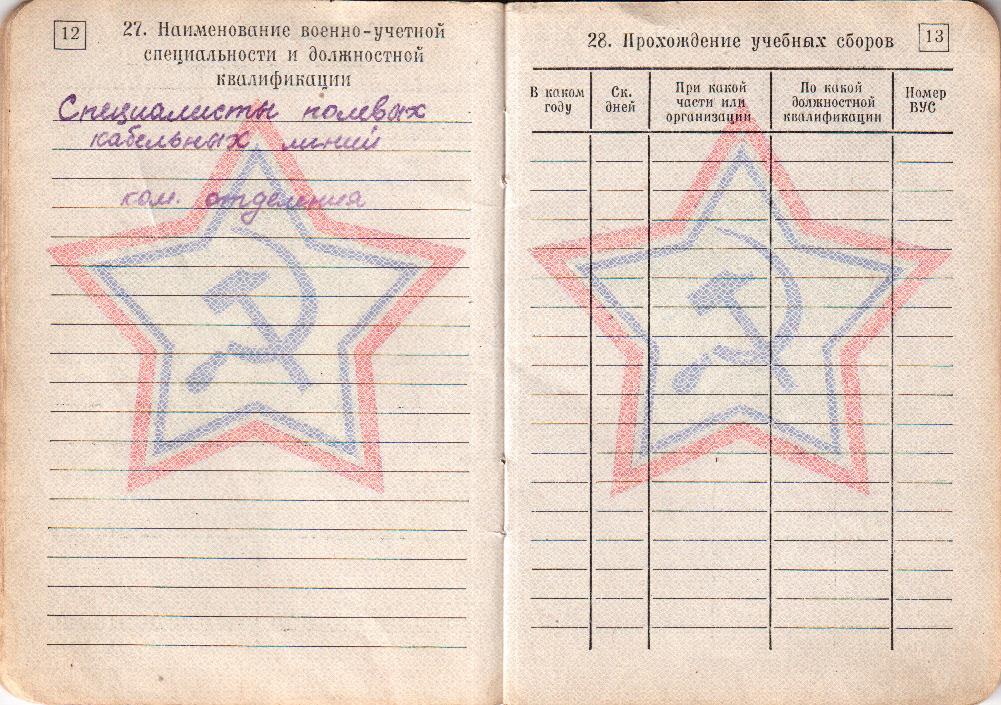 12
27. Наименование военно-учетной
специальности и должностной
квалификации
Специалисты полевых
кабельных линий
ком. отделения
13
28. Прохождение учебных сборов
В каком
году
Ск.
дней
При какой
части или
организации
По какой
должностной
квалификации
Номер
ВУС